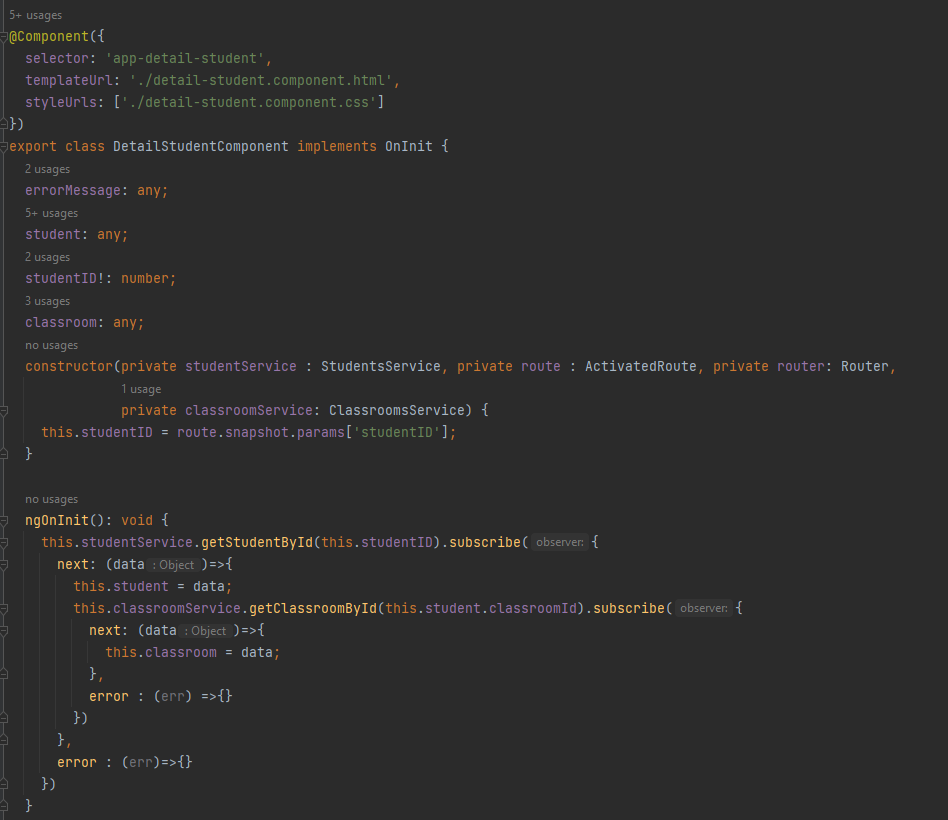 5+ usages
@Component({
selector: 'app-detail-student',
templateUrl: './detail-student.component.html',
styleUrls: ['./detail-student.component.css']
})
export class DetailStudentComponent implements OnInit {
2 usages
errorMessage: any;
5+ usages
student: any;
2 usages
studentID!: number;
3 usages
classroom: any;
no usages
constructor(private studentService : StudentsService, private route : ActivatedRoute, private router: Router,
1 usage
private classroomService: ClassroomsService) {
this.studentID = route.snapshot.params['studentID'];
}
no usages
ngOnInit(): void {
this.studentService.getStudentById(this.studentID).subscribe( observer: {
next: (data : Object )=>{
this.student = data;
this.classroomService.getClassroomById(this.student.classroomId).subscribe( observer: {
next: (data : Object )=>{
this.classroom = data;
},
error : (err) =>{}
})
},
error : (err)=>{}
})
}